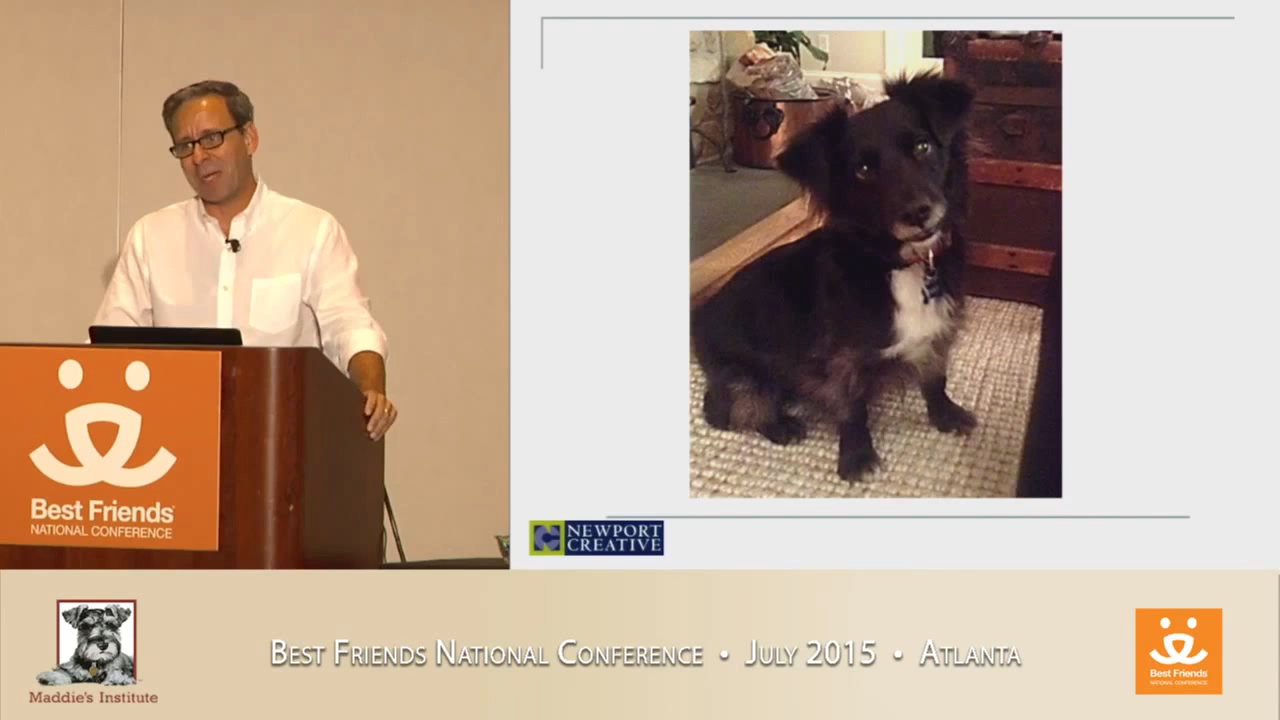 Best Friends
NATIONAL CONFERENCE
NEWPORT
CREATIVE
Maddie's Institute
BEST FRIENDS NATIONAL CONFERENCE • JULY 2015 • ATLANTA
Best Friends
NATIONAL CONFERENCE